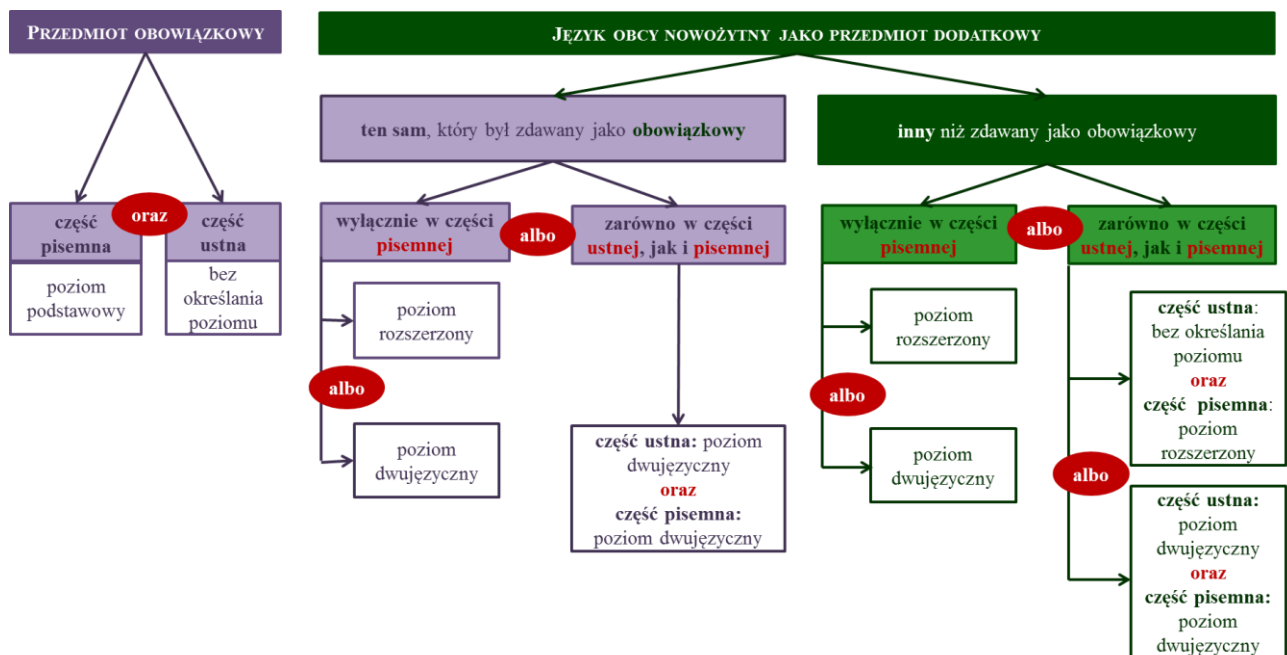 PRZEDMIOT OBOWIĄZKOWY
JĘZYK OBCY NOWOŻYTNY JAKO PRZEDMIOT DODATKOWY
ten sam, który był zdawany jako obowiązkowy
inny niż zdawany jako obowiązkowy
część
pisemna
oraz
część
ustna
poziom
podstawowy
bez
określania
poziomu
wyłącznie w części
pisemnej
albo
zarówno w części
ustnej, jak i pisemnej
poziom
rozszerzony
albo
poziom
dwujęzyczny
część ustna: poziom
dwujęzyczny
oraz
część pisemna:
poziom dwujęzyczny
wyłącznie w części
pisemnej
albo
zarówno w części
ustnej, jak i pisemnej
poziom
rozszerzony
albo
poziom
dwujęzyczny
część ustna:
bez określania
poziomu
oraz
część pisemna:
poziom
rozszerzony
albo
część ustna:
poziom
dwujęzyczny
oraz
część pisemna:
poziom
dwujęzyczny